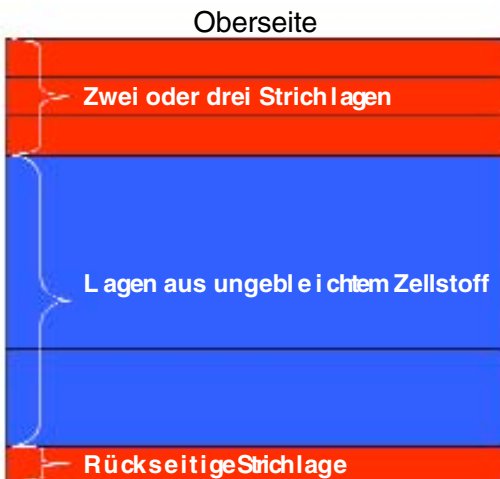 Oberseite
Zwei oder drei Strichlagen
Lagen aus ungebleichtem Zellstoff
Rückseitige Strichlage